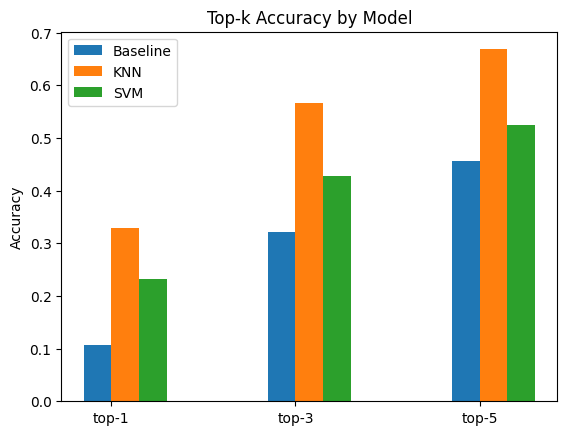 Top-k Accuracy by Model
Baseline
KNN
SVM
Accuracy
0.7
0.6
0.5
0.4
0.3
0.2
0.1
0.0
top-1
top-3
top-5